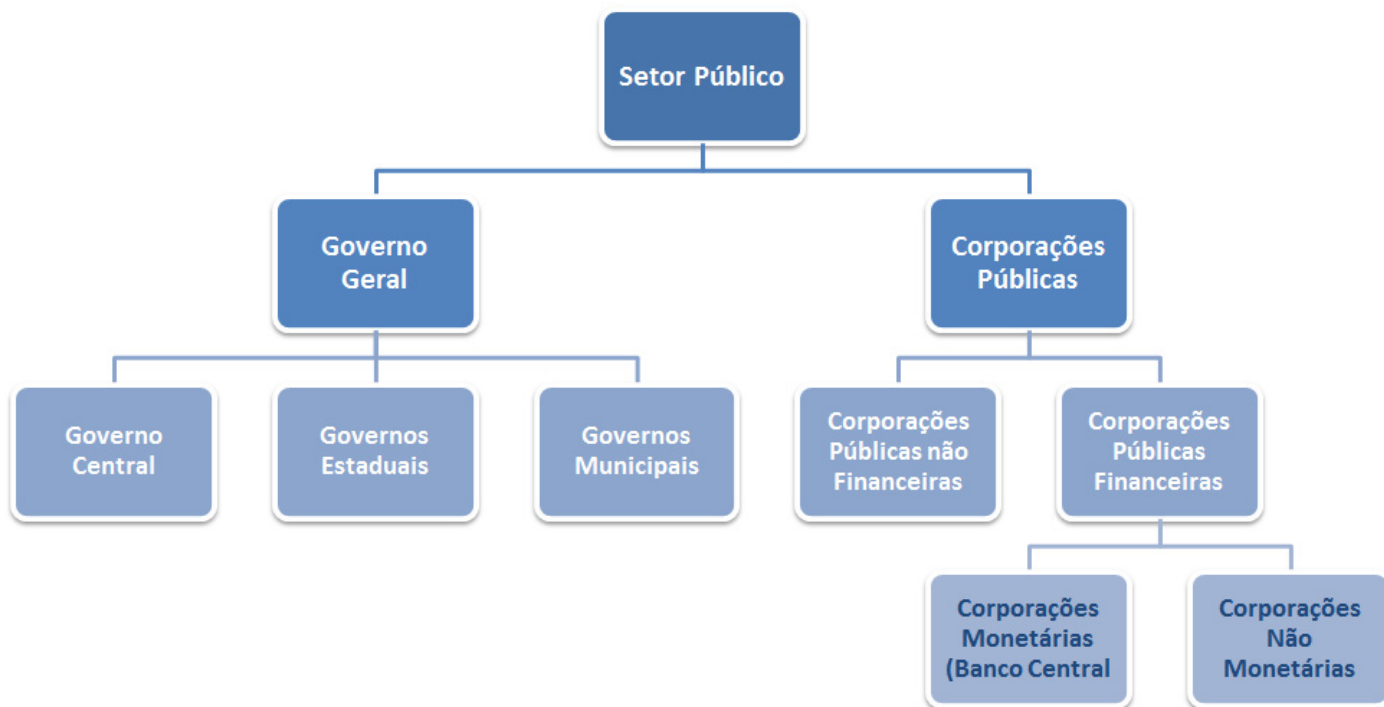 Setor Público
Governo
Geral
Corporações
Públicas
Governo
Central
Governos
Estaduais
Governos
Municipais
Corporações
Públicas não
Financeiras
Corporações
Públicas
Financeiras
Corporações
Monetárias
(Banco Central
Corporações
Não
Monetárias